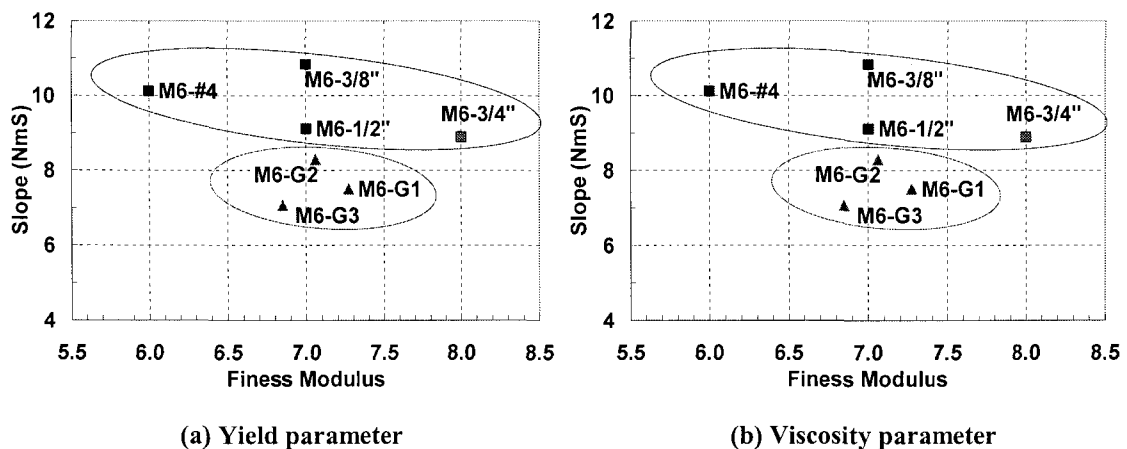 12
10
8
6
4
Slope (NmS)
M6-#4
M6-3/8"
M6-1/2"
M6-3/4"
M6-G2
M6-G1
M6-G3
5.5 6.0 6.5 7.0 7.5 8.0 8.5
Finess Modulus
(a) Yield parameter
12
10
8
6
4
Slope (NmS)
M6-#4
M6-3/8"
M6-1/2"
M6-3/4"
M6-G2
M6-G1
M6-G3
5.5 6.0 6.5 7.0 7.5 8.0 8.5
Finess Modulus
(b) Viscosity parameter